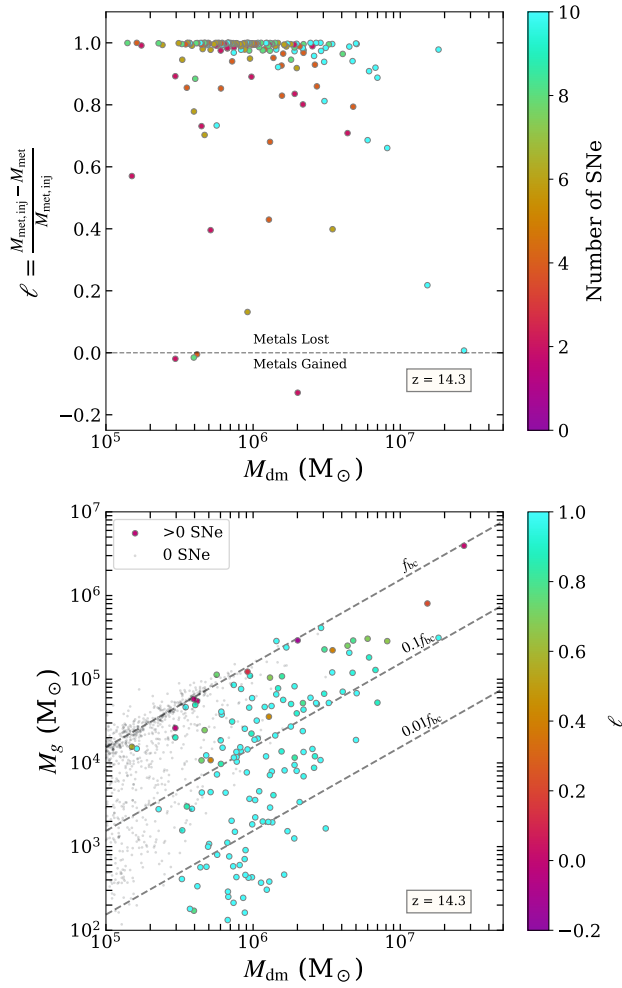 ℓ = (M_met,inj − M_met) / M_met,inj
1.0
0.8
0.6
0.4
0.2
0.0
−0.2
Metals Lost
Metals Gained
z = 14.3
10^5
10^6
10^7
M_dm (M_⊙)
10
8
6
4
2
0
Number of SNe
M_g (M_⊙)
10^7
10^6
10^5
10^4
10^3
10^2
>0 SNe
0 SNe
f_bc
0.1f_bc
0.01f_bc
z = 14.3
10^5
10^6
10^7
M_dm (M_⊙)
1.0
0.8
0.6
0.4
0.2
0.0
−0.2
ℓ